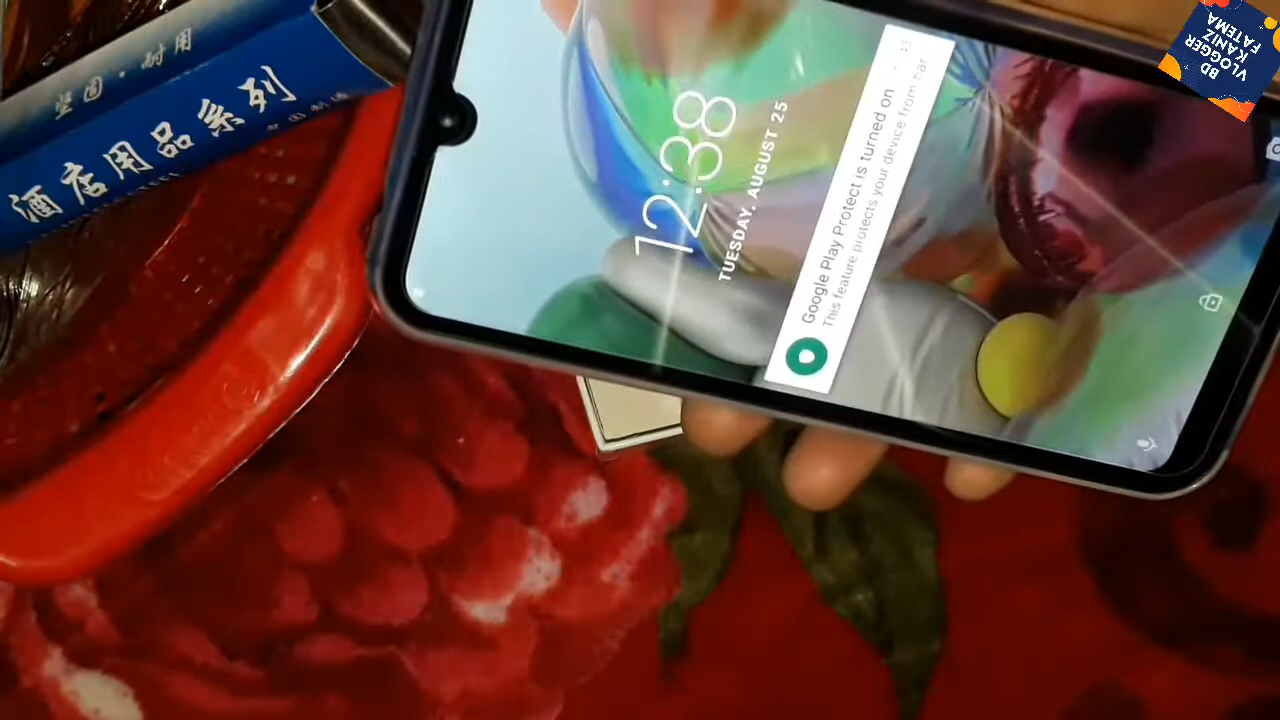 坚固·耐用
酒店用品系列
12:38
TUESDAY, AUGUST 25
Google Play Protect is turned on
This feature protects your device from har
BD
VLOGGER
KANIZ
FATEMA